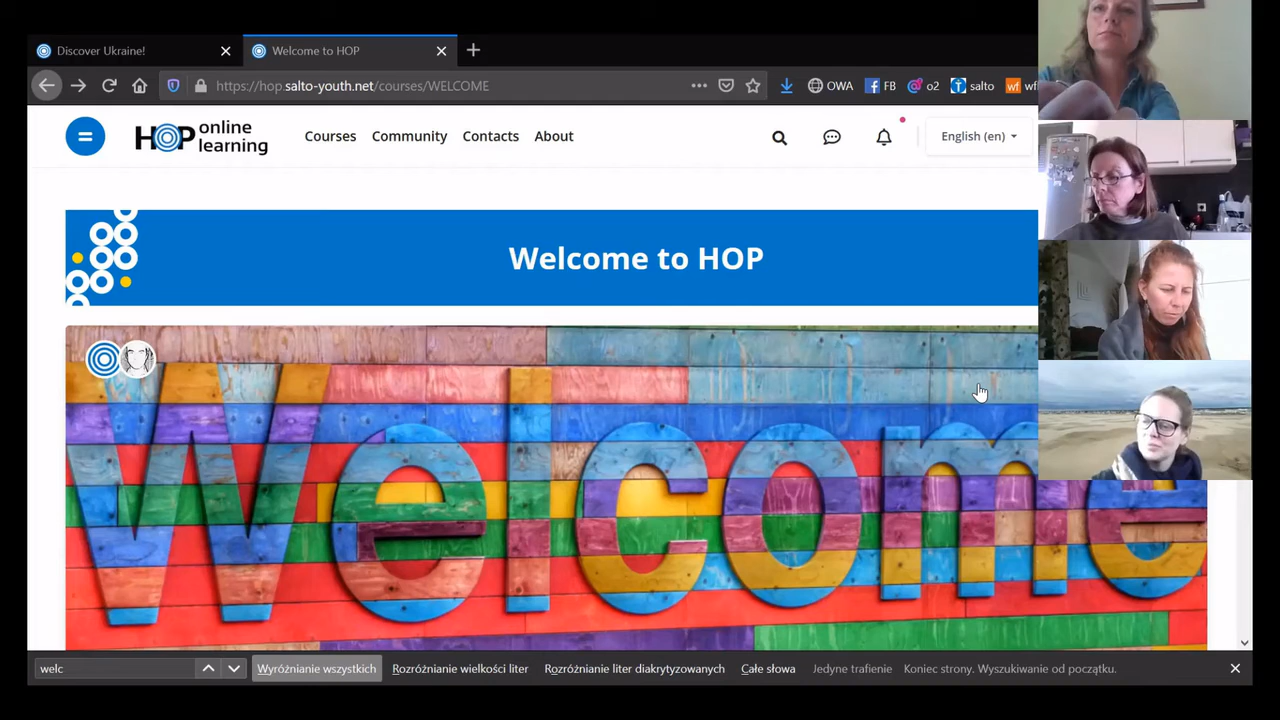 Discover Ukraine!
Welcome to HOP
https://hop.salto-youth.net/courses/WELCOME
OWA
FB
o2
salto
HOP online learning
Courses
Community
Contacts
About
English (en)
Welcome to HOP
Welcome
welc
Wyróżnianie wszystkich
Rozróżnianie wielkości liter
Rozróżnianie liter diakrytyzowanych
Całe słowa
Jedyne trafienie
Koniec strony. Wyszukiwanie od początku.